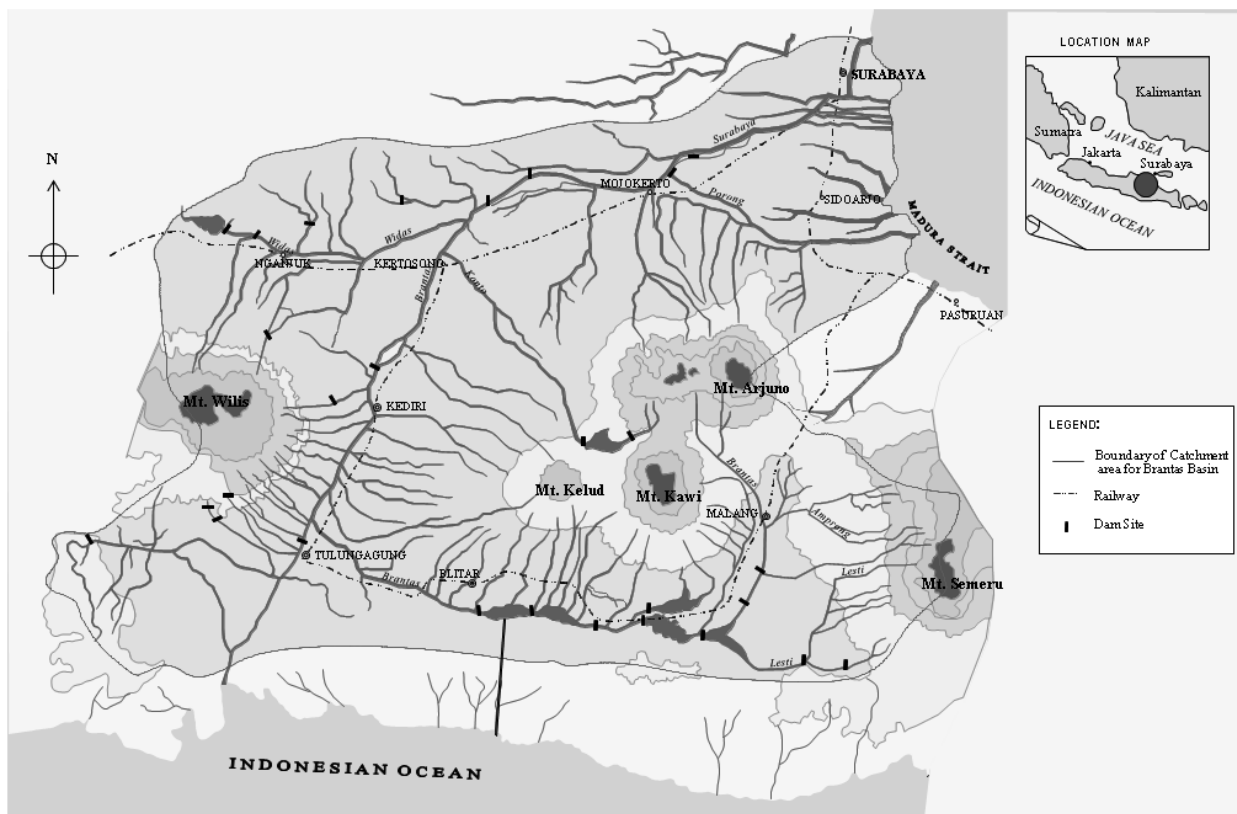 LOCATION MAP
Kalimantan
Sumatra
JAVA SEA
Jakarta
Surabaya
INDONESIAN OCEAN
N
SURABAYA
Surabaya
MOJOKERTO
Porong
SIDOARJO
MADURA STRAIT
Widas
NGANJUK
Widas
KERTOSONO
Brantas
Konto
PASURUAN
Mt. Wilis
KEDIRI
Mt. Arjuno
Mt. Kelud
Mt. Kawi
Brantas
MALANG
Amprong
Lesti
Mt. Semeru
TULUNGAGUNG
BLITAR
Brantas
Lesti
INDONESIAN OCEAN
LEGEND:
Boundary of Catchment
area for Brantas Basin
Railway
Dam Site